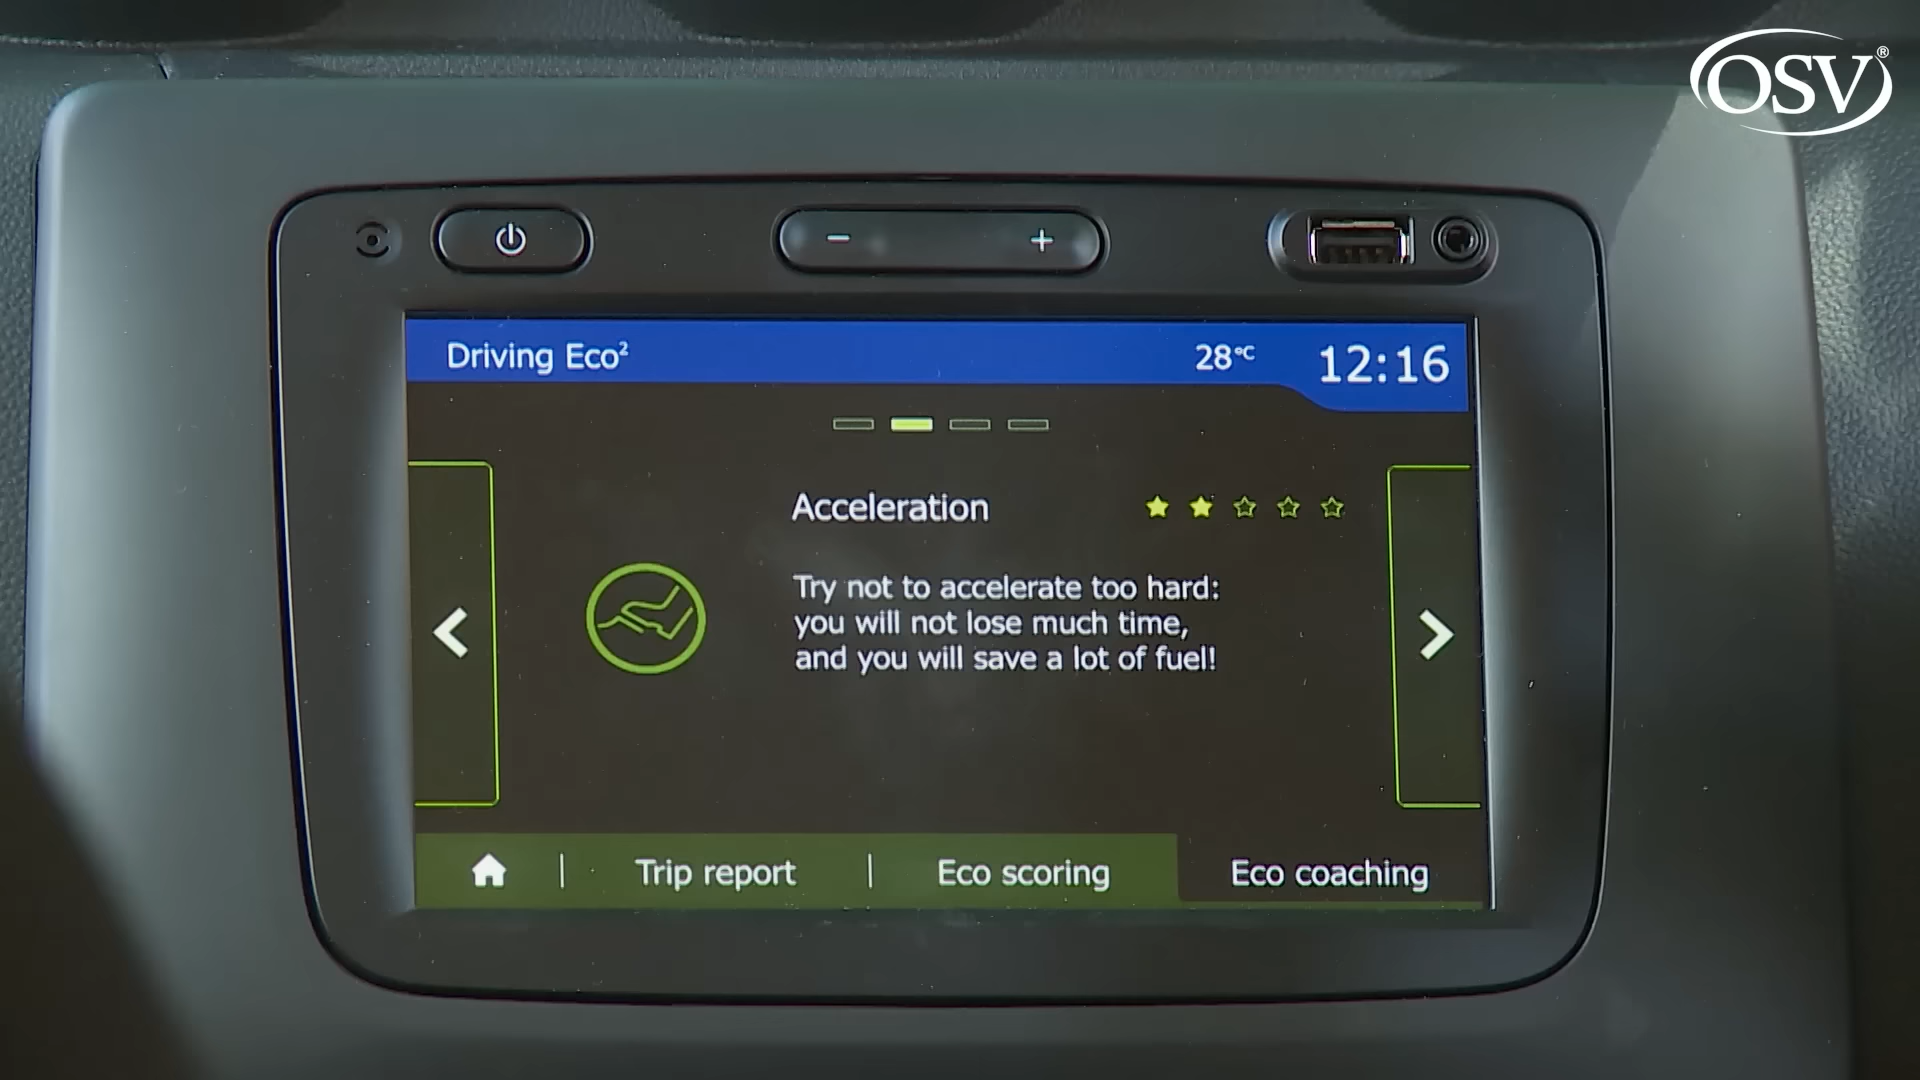 OSV®
Driving Eco² 28°C 12:16
Acceleration
Try not to accelerate too hard:
you will not lose much time,
and you will save a lot of fuel!
Trip report | Eco scoring Eco coaching